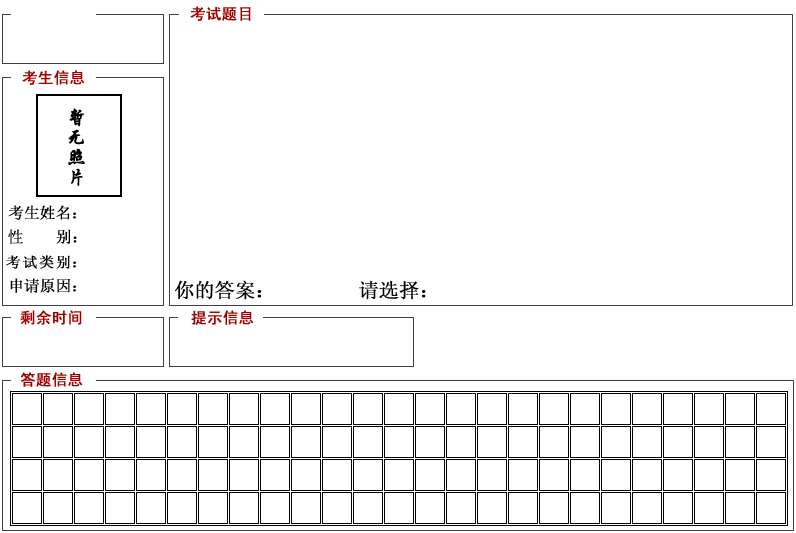 考试题目
考生信息
暂无照片
考生姓名：
性 别：
考试类别：
申请原因：
你的答案： 请选择：
剩余时间
提示信息
答题信息